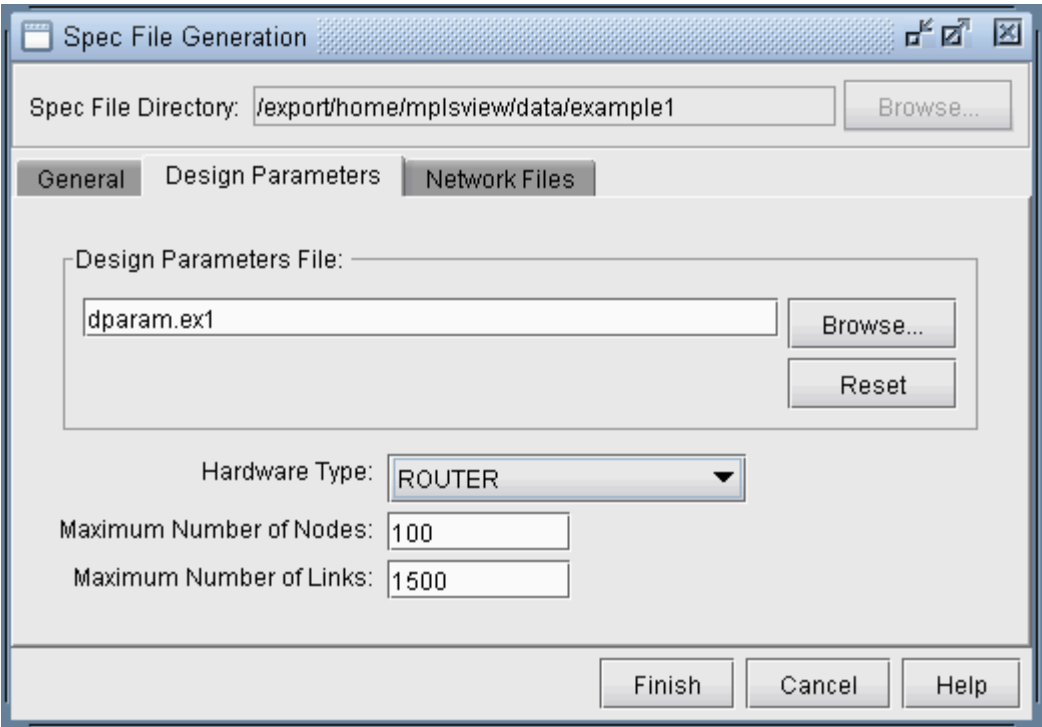 Spec File Generation
Spec File Directory: /export/home/mplsview/data/example1 Browse...
General Design Parameters Network Files
Design Parameters File:
dparam.ex1 Browse...
Reset
Hardware Type: ROUTER
Maximum Number of Nodes: 100
Maximum Number of Links: 1500
Finish Cancel Help